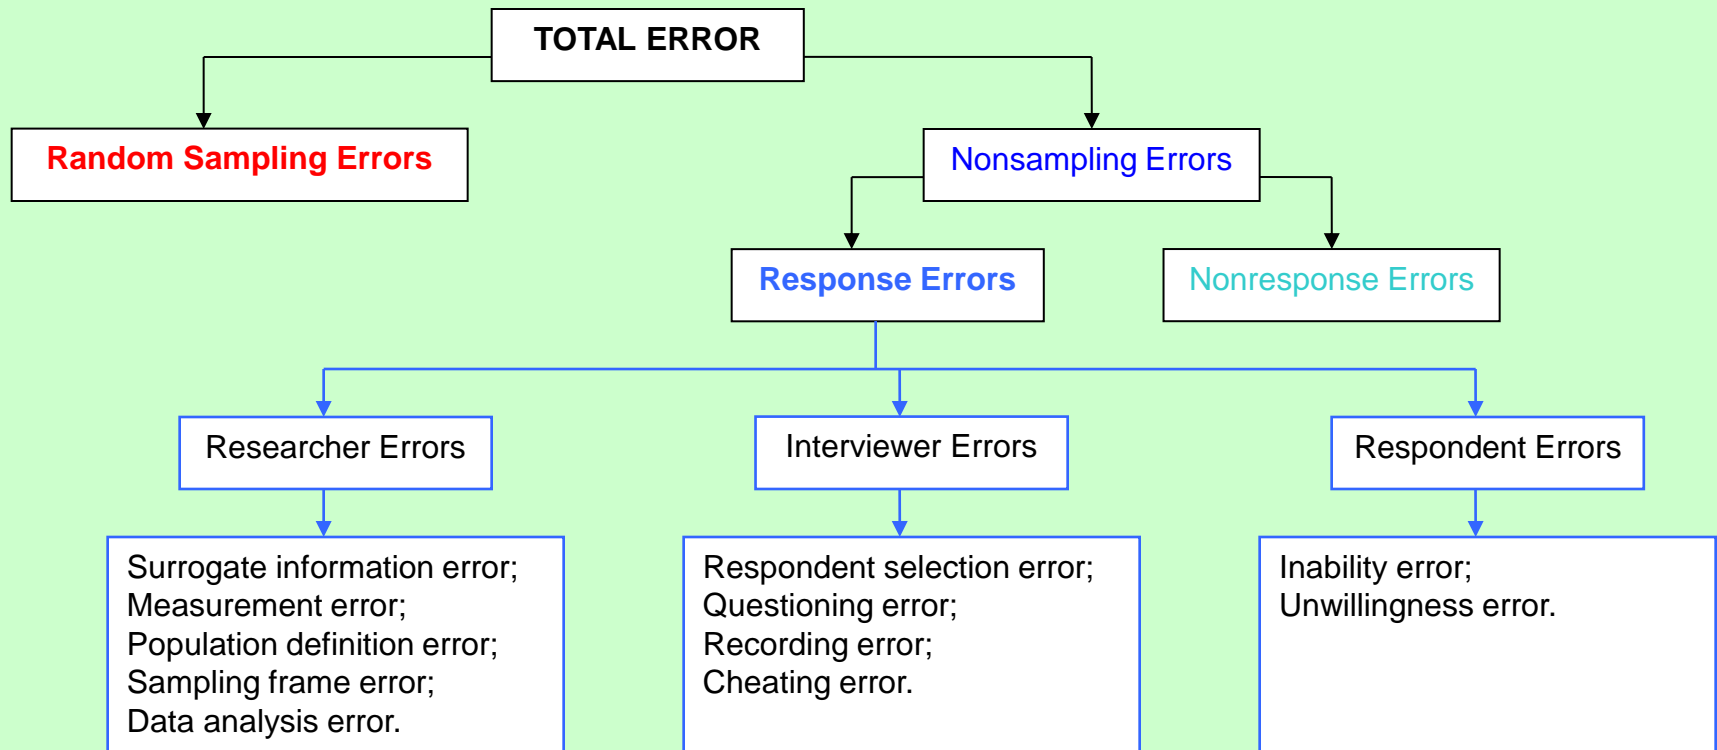 TOTAL ERROR
Random Sampling Errors
Nonsampling Errors
Response Errors
Nonresponse Errors
Researcher Errors
Interviewer Errors
Respondent Errors
Surrogate information error;
Measurement error;
Population definition error;
Sampling frame error;
Data analysis error.
Respondent selection error;
Questioning error;
Recording error;
Cheating error.
Inability error;
Unwillingness error.